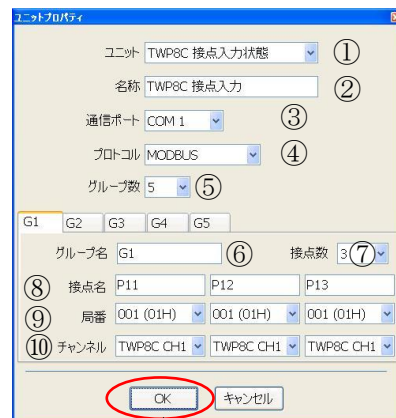 ユニットプロパティ
ユニット TWP8C 接点入力状態 ①
名称 TWP8C 接点入力 ②
通信ポート COM 1 ③
プロトコル MODBUS ④
グループ数 5 ⑤
G1 G2 G3 G4 G5
グループ名 G1 ⑥ 接点数 3 ⑦
⑧ 接点名 P11 P12 P13
⑨ 局番 001 (01H) 001 (01H) 001 (01H)
⑩ チャンネル TWP8C CH1 TWP8C CH1 TWP8C CH1
OK キャンセル